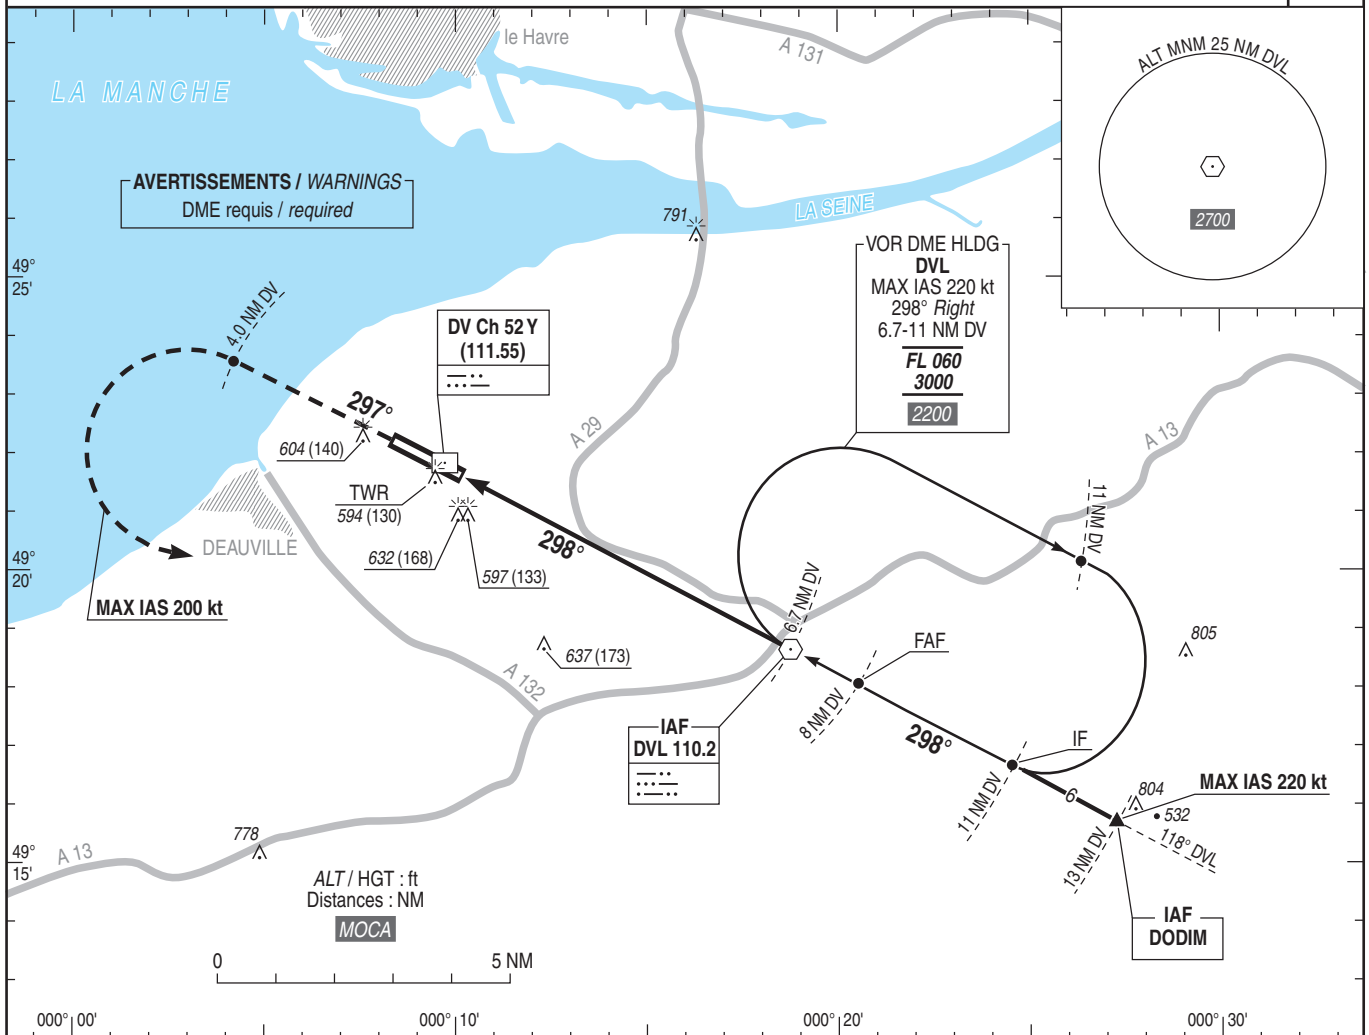 le Havre
A 131
ALT MNM 25 NM DVL
2700
LA MANCHE
AVERTISSEMENTS / WARNINGS
DME requis / required
791
LA SEINE
VOR DME HLDG
DVL
MAX IAS 220 kt
298° Right
6.7-11 NM DV
FL 060
3000
2200
49°
25'
4.0 NM DV
DV Ch 52 Y
(111.55)
297°
604 (140)
A 29
A 13
TWR
594 (130)
11 NM DV
632 (168)
597 (133)
298°
DEAUVILLE
49°
20'
MAX IAS 200 kt
6.7 NM DV
637 (173)
FAF
805
A 132
8 NM DV
298°
IAF
DVL 110.2
IF
11 NM DV
6
MAX IAS 220 kt
804
532
118° DVL
13 NM DV
778
A 13
49°
15'
ALT / HGT : ft
Distances : NM
MOCA
IAF
DODIM
0
5 NM
000° 00'
000° 10'
000° 20'
000° 30'